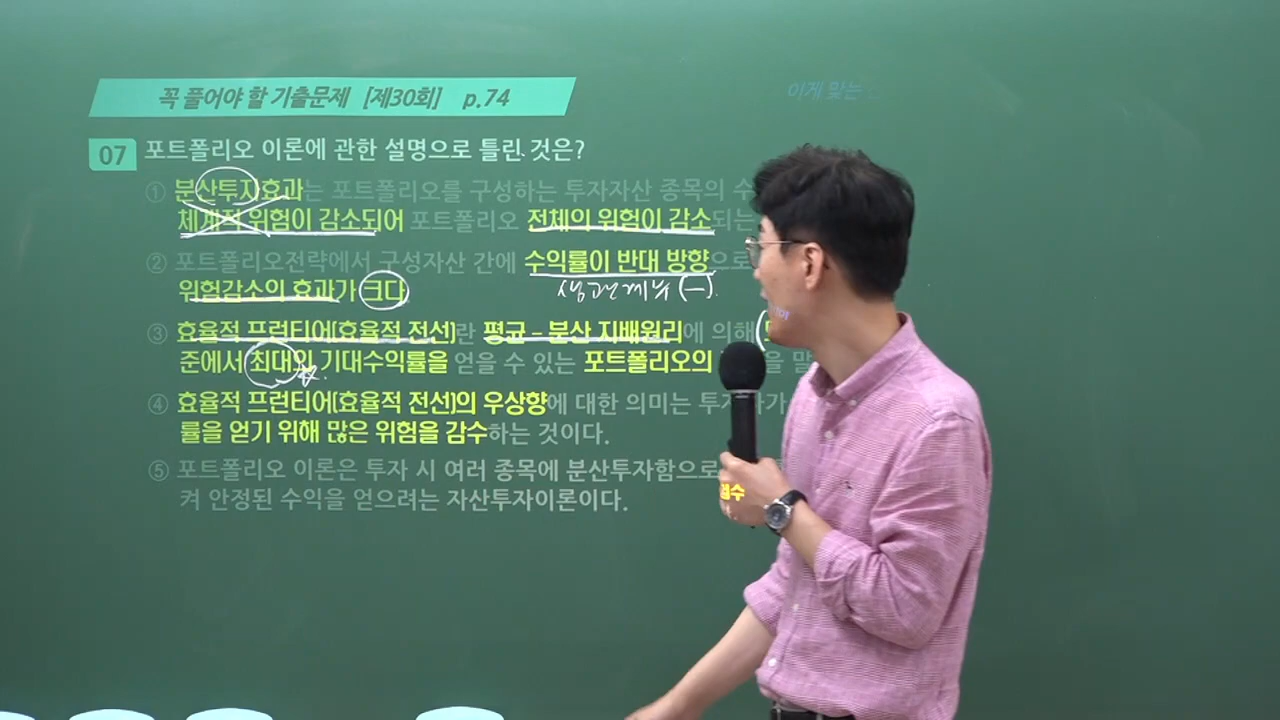 꼭 풀어야 할 기출문제 [제30회] p.74
이게 맞는
07 포트폴리오 이론에 관한 설명으로 틀린 것은?
① 분산투자효과는 포트폴리오를 구성하는 투자자산 종목의 수
체계적 위험이 감소되어 포트폴리오 전체의 위험이 감소되는
② 포트폴리오전략에서 구성자산 간에 수익률이 반대 방향으로
위험감소의 효과가 크다
상관계수 (-).
③ 효율적 프런티어(효율적 전선)란 평균-분산 지배원리에 의해
준에서 최대의 기대수익률을 얻을 수 있는 포트폴리오의 을 말
④ 효율적 프런티어(효율적 전선)의 우상향에 대한 의미는 투자자가
률을 얻기 위해 많은 위험을 감수하는 것이다.
⑤ 포트폴리오 이론은 투자 시 여러 종목에 분산투자함으로
켜 안정된 수익을 얻으려는 자산투자이론이다.